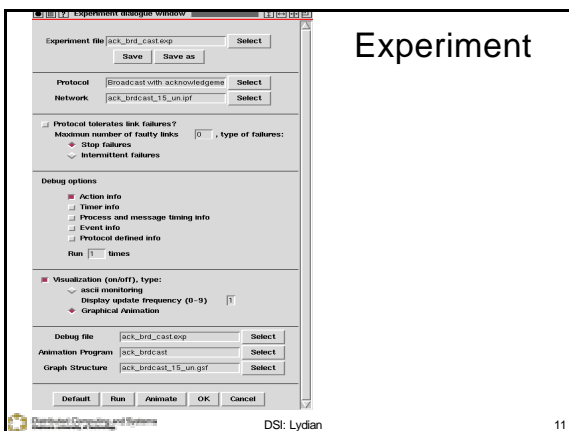 Experiment dialogue window
Experiment
Experiment file ack_brd_cast.exp Select
Save Save as
Protocol Broadcast with acknowledgeme Select
Network ack_brdcast_15_un.ipf Select
Protocol tolerates link failures?
Maximun number of faulty links 0 , type of failures:
Stop failures
Intermittent failures
Debug options
Action info
Timer info
Process and message timing info
Event info
Protocol defined info
Run 1 times
Visualization (on/off), type:
ascii monitoring
Display update frequency (0-9) 1
Graphical Animation
Debug file ack_brd_cast.exp Select
Animation Program ack_brdcast Select
Graph Structure ack_brdcast_15_un.gsf Select
Default Run Animate OK Cancel
Distributed Computing and Systems
DSI: Lydian
11